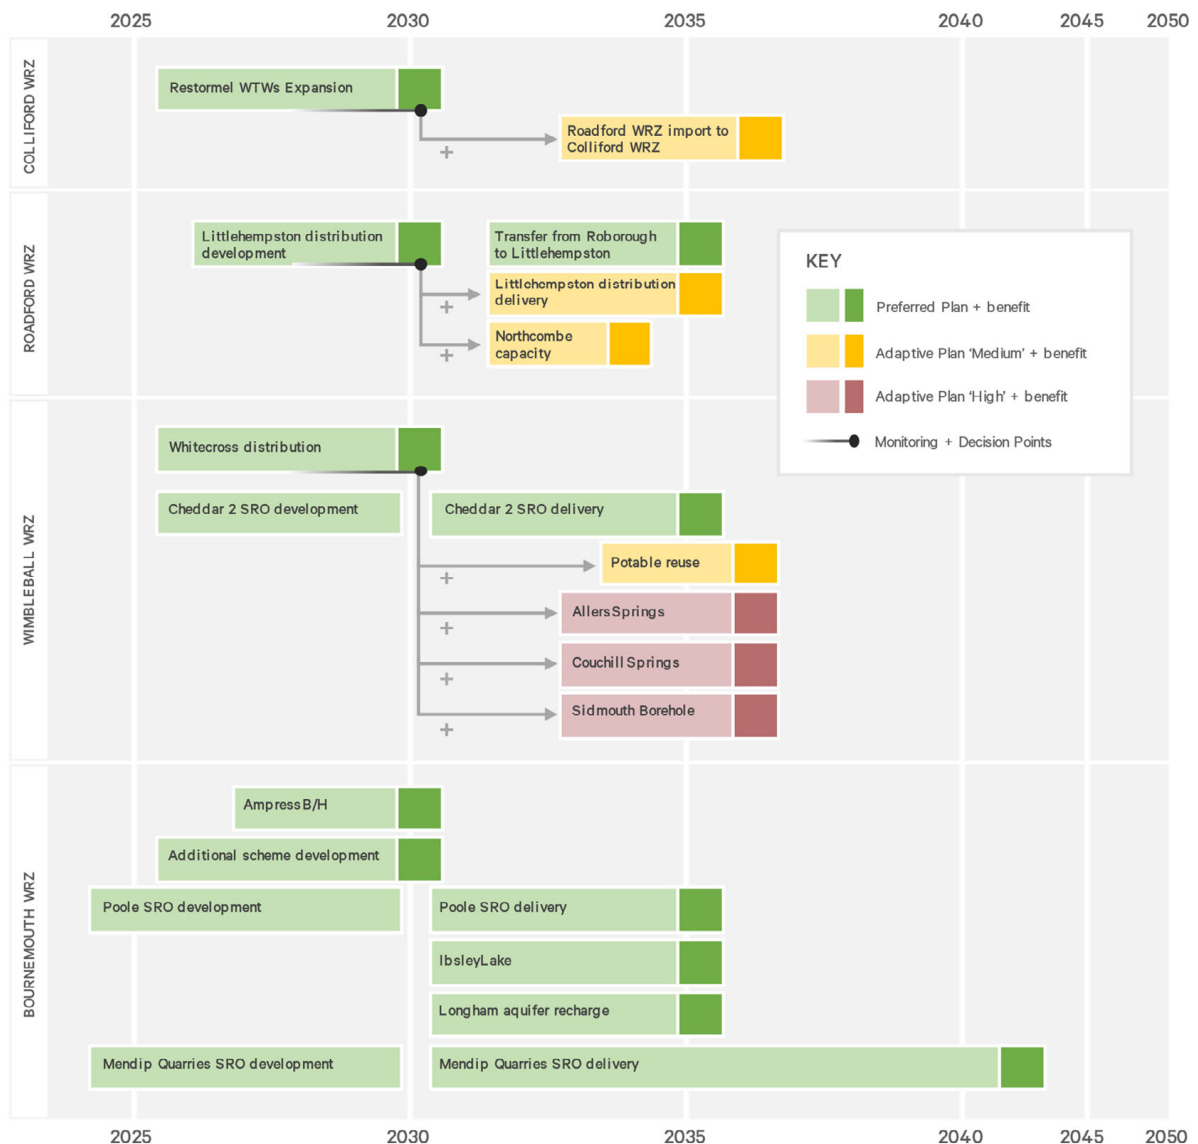 2025 2030 2035 2040 2045 2050
COLLIFORD WRZ
Restormel WTWs Expansion
Roadford WRZ import to
Colliford WRZ
+
ROADFORD WRZ
Littlehempston distribution
development
Transfer from Roborough
to Littlehempston
Littlehempston distribution
delivery
+
Northcombe
capacity
+
KEY
Preferred Plan + benefit
Adaptive Plan ‘Medium’ + benefit
Adaptive Plan ‘High’ + benefit
Monitoring + Decision Points
WIMBLEBALL WRZ
Whitecross distribution
Cheddar 2 SRO development
Cheddar 2 SRO delivery
Potable reuse
+
Allers Springs
+
Couchill Springs
+
Sidmouth Borehole
+
BOURNEMOUTH WRZ
Ampress B/H
Additional scheme development
Poole SRO development
Poole SRO delivery
Ibsley Lake
Longham aquifer recharge
Mendip Quarries SRO development
Mendip Quarries SRO delivery
2025 2030 2035 2040 2045 2050